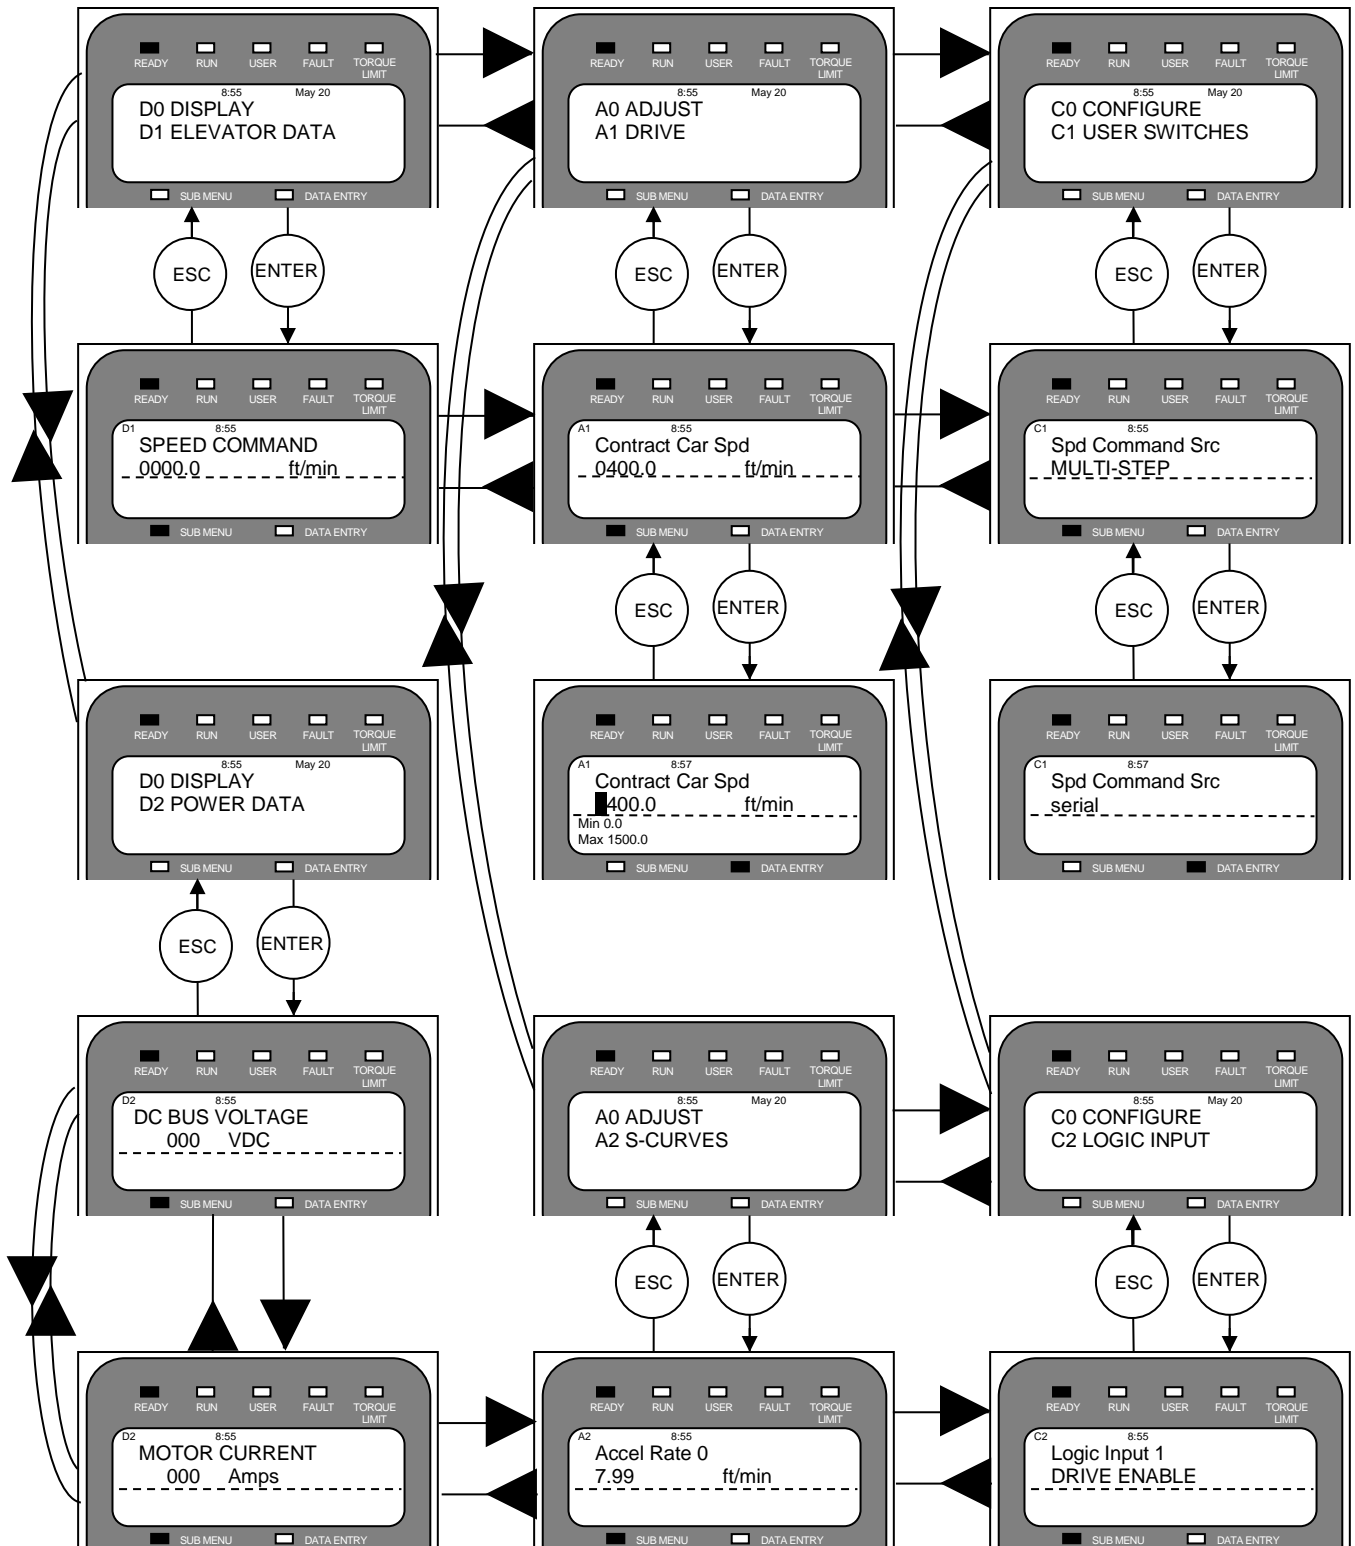 READY RUN USER FAULT TORQUE LIMIT
8:55 May 20
D0 DISPLAY
D1 ELEVATOR DATA
SUB MENU DATA ENTRY
READY RUN USER FAULT TORQUE LIMIT
8:55 May 20
A0 ADJUST
A1 DRIVE
SUB MENU DATA ENTRY
READY RUN USER FAULT TORQUE LIMIT
8:55 May 20
C0 CONFIGURE
C1 USER SWITCHES
SUB MENU DATA ENTRY
ESC ENTER
ESC ENTER
ESC ENTER
READY RUN USER FAULT TORQUE LIMIT
D1 8:55
SPEED COMMAND
0000.0 ft/min
SUB MENU DATA ENTRY
READY RUN USER FAULT TORQUE LIMIT
A1 8:55
Contract Car Spd
0400.0 ft/min
SUB MENU DATA ENTRY
READY RUN USER FAULT TORQUE LIMIT
C1 8:55
Spd Command Src
MULTI-STEP
SUB MENU DATA ENTRY
ESC ENTER
ESC ENTER
READY RUN USER FAULT TORQUE LIMIT
8:55 May 20
D0 DISPLAY
D2 POWER DATA
SUB MENU DATA ENTRY
READY RUN USER FAULT TORQUE LIMIT
A1 8:57
Contract Car Spd
400.0 ft/min
Min 0.0
Max 1500.0
SUB MENU DATA ENTRY
READY RUN USER FAULT TORQUE LIMIT
C1 8:57
Spd Command Src
serial
SUB MENU DATA ENTRY
ESC ENTER
READY RUN USER FAULT TORQUE LIMIT
D2 8:55
DC BUS VOLTAGE
000 VDC
SUB MENU DATA ENTRY
READY RUN USER FAULT TORQUE LIMIT
8:55 May 20
A0 ADJUST
A2 S-CURVES
SUB MENU DATA ENTRY
READY RUN USER FAULT TORQUE LIMIT
8:55 May 20
C0 CONFIGURE
C2 LOGIC INPUT
SUB MENU DATA ENTRY
ESC ENTER
ESC ENTER
READY RUN USER FAULT TORQUE LIMIT
D2 8:55
MOTOR CURRENT
000 Amps
SUB MENU DATA ENTRY
READY RUN USER FAULT TORQUE LIMIT
A2 8:55
Accel Rate 0
7.99 ft/min
SUB MENU DATA ENTRY
READY RUN USER FAULT TORQUE LIMIT
C2 8:55
Logic Input 1
DRIVE ENABLE
SUB MENU DATA ENTRY